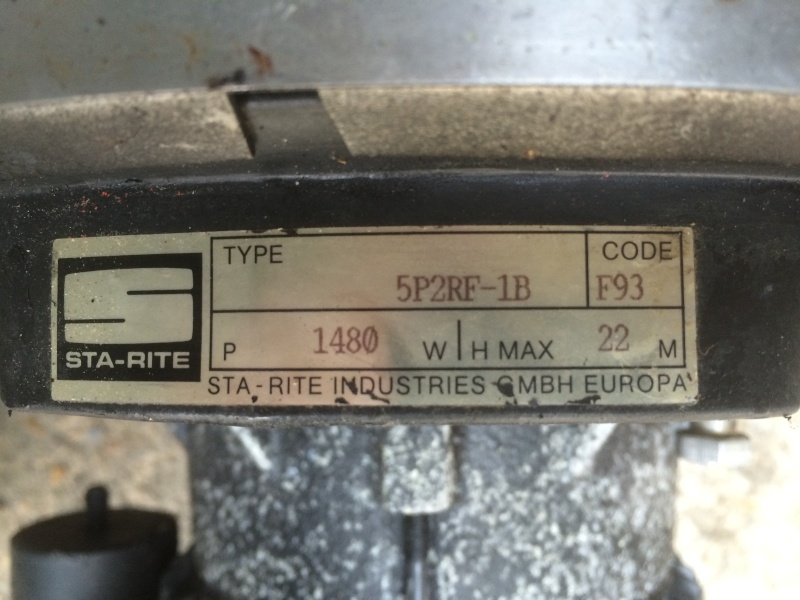 TYPE CODE
5P2RF-1B F93
STA-RITE
P 1480 W H MAX 22 M
STA-RITE INDUSTRIES GMBH EUROPA